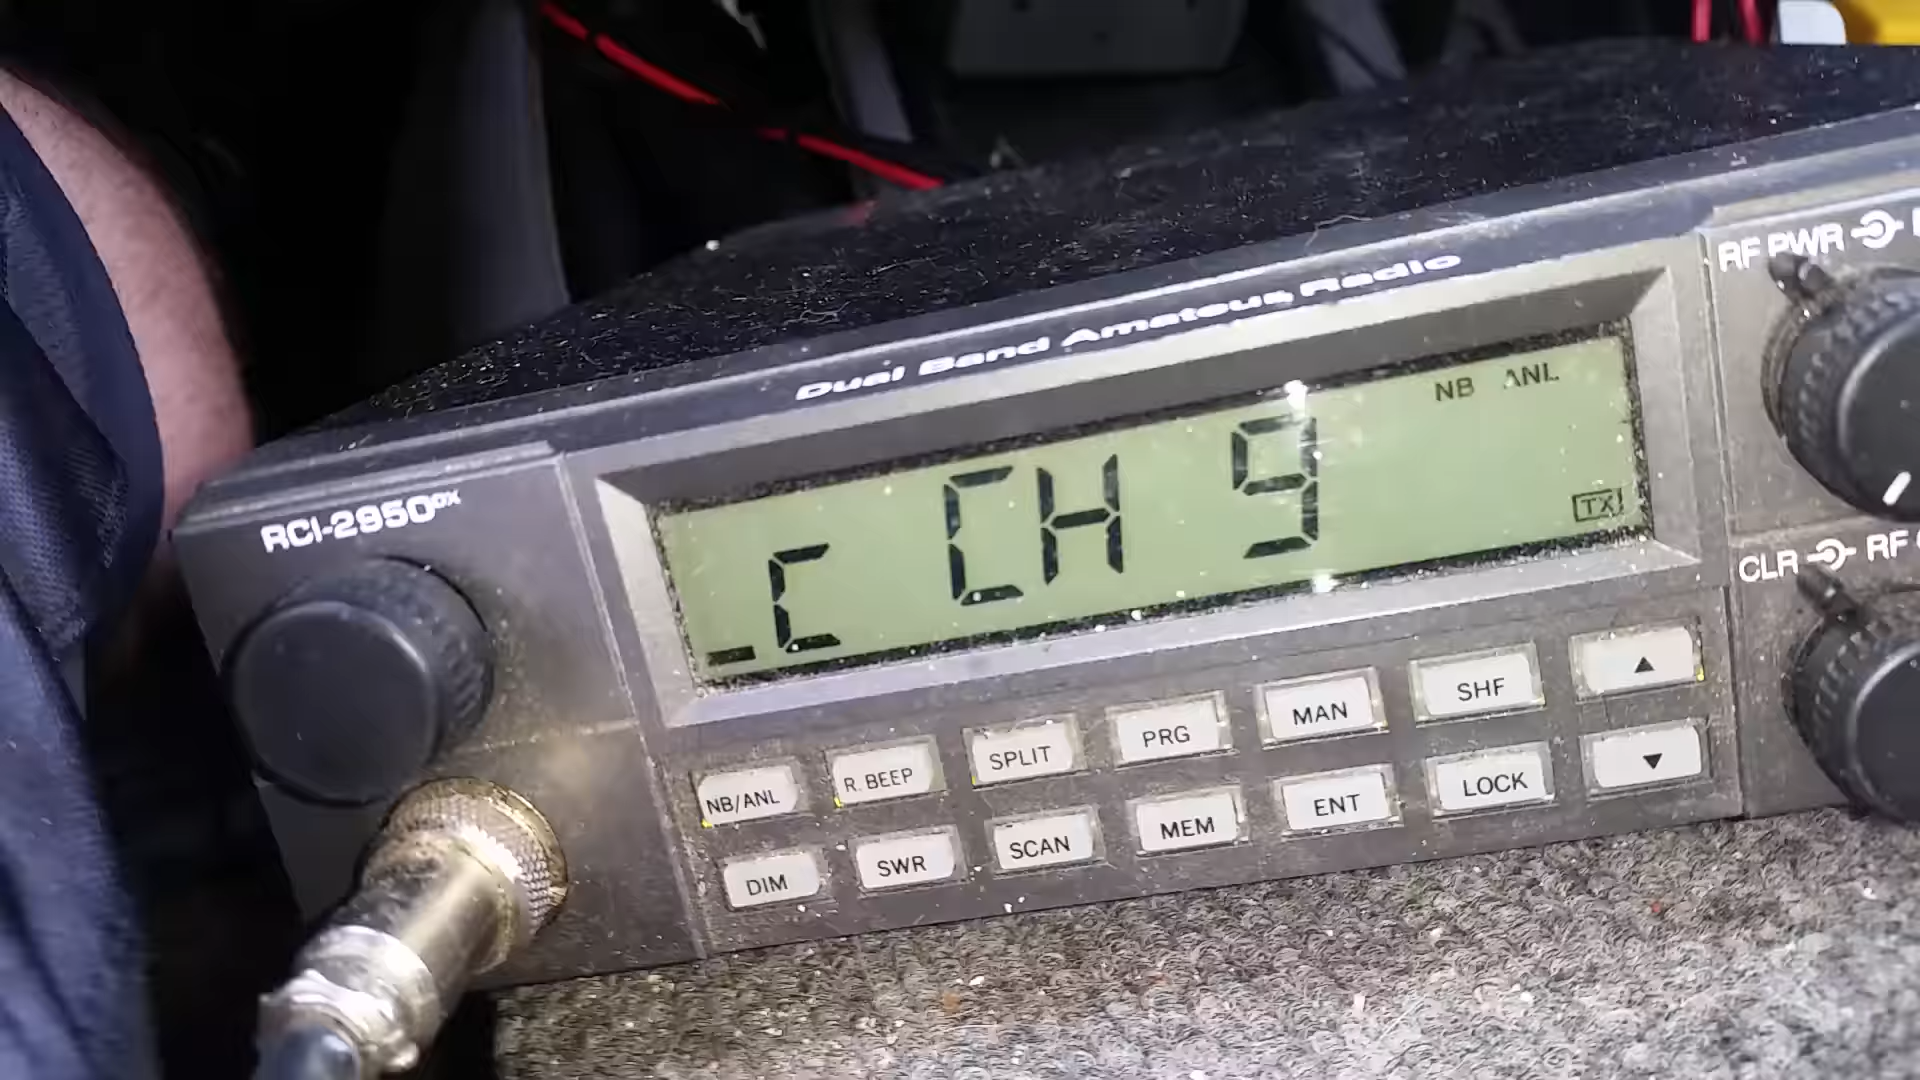 Dual Band Amateur Radio
RCI-2950DX
NB ANL
C CH 9
TX
RF PWR
CLR RF
NB/ANL R. BEEP SPLIT PRG MAN SHF ▲
DIM SWR SCAN MEM ENT LOCK ▼